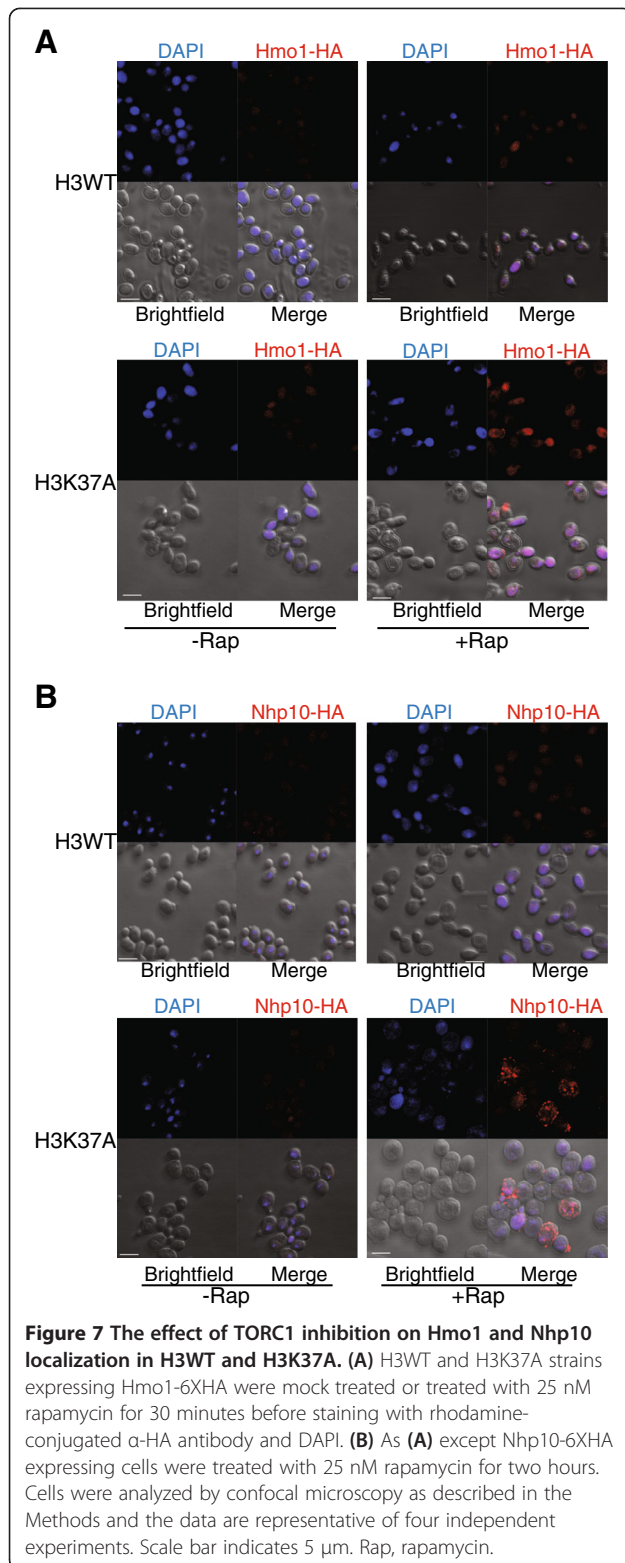 A
DAPI Hmo1-HA DAPI Hmo1-HA
H3WT
Brightfield Merge Brightfield Merge
DAPI Hmo1-HA DAPI Hmo1-HA
H3K37A
Brightfield Merge Brightfield Merge
-Rap +Rap
B
DAPI Nhp10-HA DAPI Nhp10-HA
H3WT
Brightfield Merge Brightfield Merge
DAPI Nhp10-HA DAPI Nhp10-HA
H3K37A
Brightfield Merge Brightfield Merge
-Rap +Rap
Figure 7 The effect of TORC1 inhibition on Hmo1 and Nhp10
localization in H3WT and H3K37A. (A) H3WT and H3K37A strains
expressing Hmo1-6XHA were mock treated or treated with 25 nM
rapamycin for 30 minutes before staining with rhodamine-
conjugated α-HA antibody and DAPI. (B) As (A) except Nhp10-6XHA
expressing cells were treated with 25 nM rapamycin for two hours.
Cells were analyzed by confocal microscopy as described in the
Methods and the data are representative of four independent
experiments. Scale bar indicates 5 μm. Rap, rapamycin.